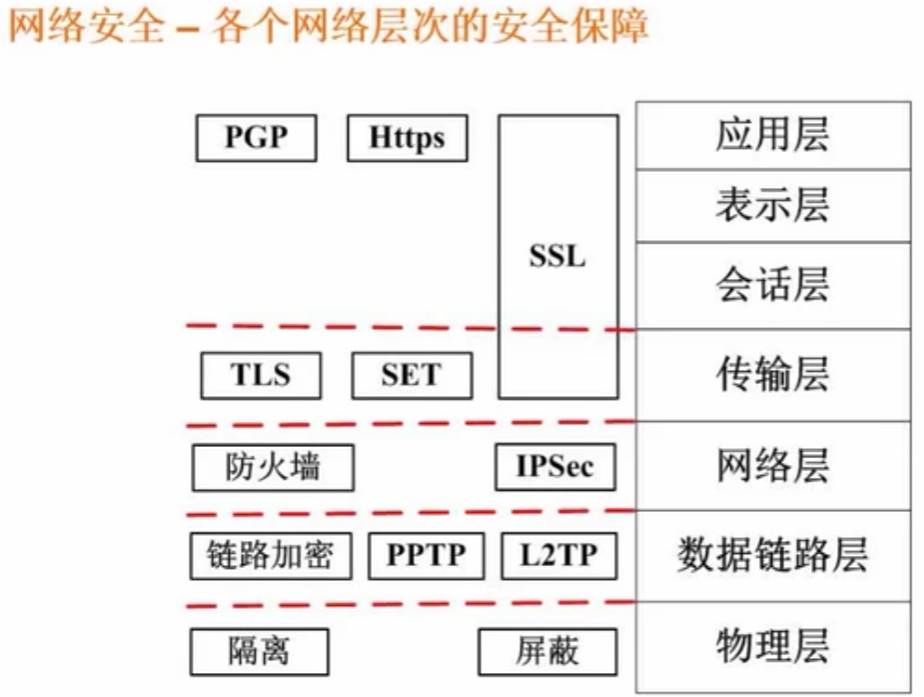 网络安全 – 各个网络层次的安全保障
PGP Https 应用层
表示层
SSL
会话层
TLS SET 传输层
防火墙 IPSec 网络层
链路加密 PPTP L2TP 数据链路层
隔离 屏蔽 物理层